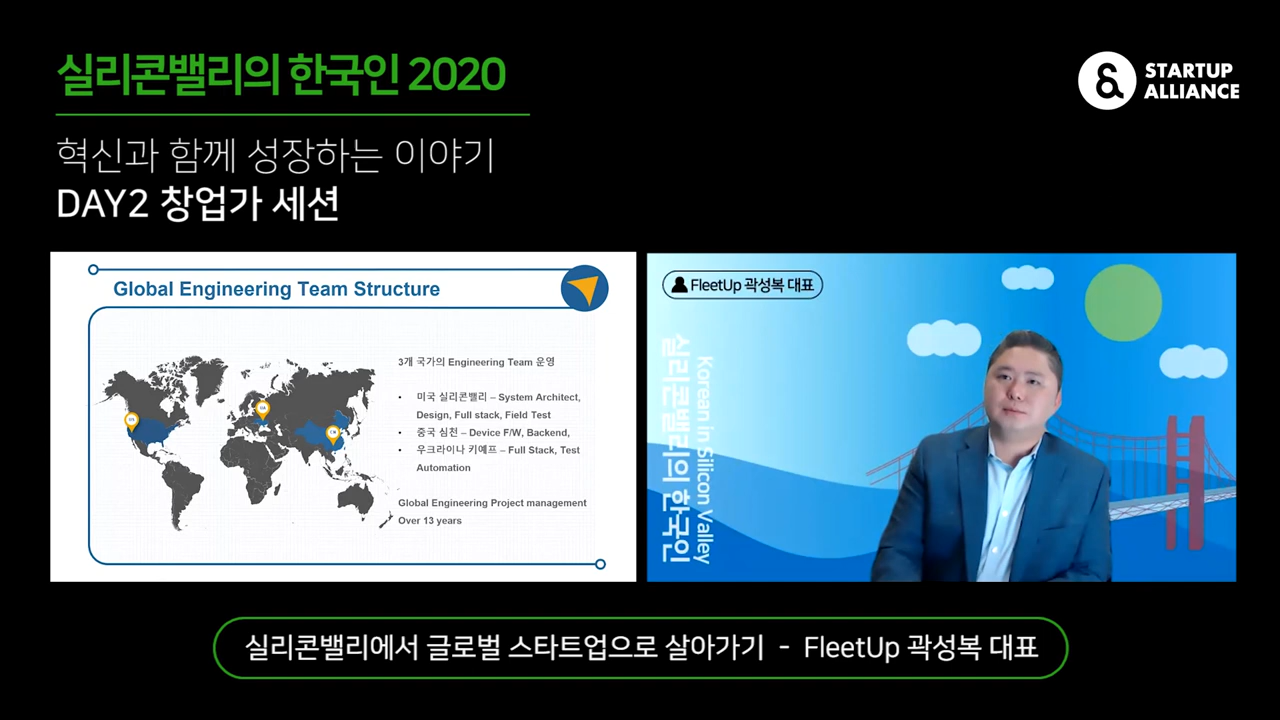 실리콘밸리의 한국인 2020
STARTUP
ALLIANCE
혁신과 함께 성장하는 이야기
DAY2 창업가 세션
Global Engineering Team Structure
3개 국가의 Engineering Team 운영
• 미국 실리콘밸리 – System Architect,
Design, Full stack, Field Test
• 중국 심천 – Device F/W, Backend,
• 우크라이나 키예프 – Full Stack, Test
Automation
Global Engineering Project management
Over 13 years
FleetUp 곽성복 대표
Korean in Silicon Valley
실리콘밸리의 한국인
실리콘밸리에서 글로벌 스타트업으로 살아가기 - FleetUp 곽성복 대표